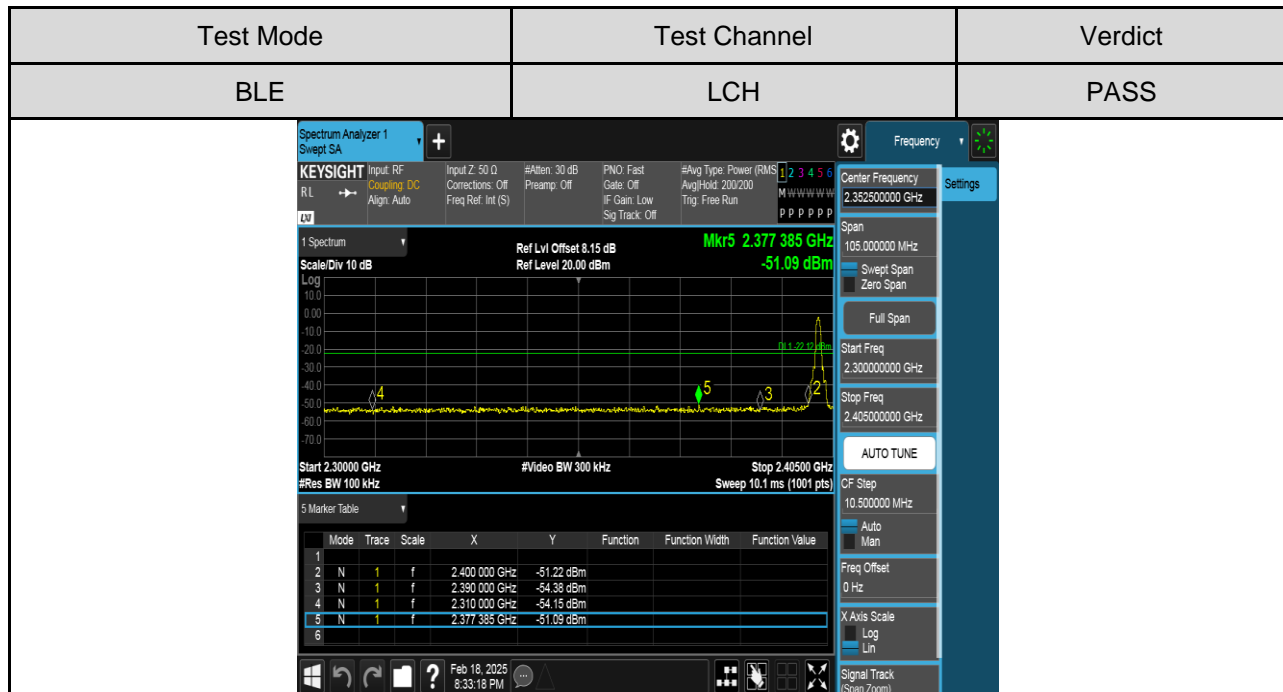 Test Mode Test Channel Verdict
BLE LCH PASS
Spectrum Analyzer 1
Swept SA
+
Frequency
KEYSIGHT Input: RF Input Z: 50 Ω #Atten: 30 dB PNO: Fast #Avg Type: Power (RMS 1 2 3 4 5 6
RL Coupling: DC Corrections: Off Preamp: Off Gate: Off Avg|Hold: 200/200 M W W W W W
Align: Auto Freq Ref: Int (S) IF Gain: Low Trig: Free Run
LXI Sig Track: Off P P P P P P
Center Frequency
2.352500000 GHz
Settings
1 Spectrum
Ref Lvl Offset 8.15 dB Mkr5 2.377 385 GHz
Scale/Div 10 dB Ref Level 20.00 dBm -51.09 dBm
Span
105.000000 MHz
Swept Span
Zero Span
Full Span
Start Freq
2.300000000 GHz
Stop Freq
2.405000000 GHz
AUTO TUNE
CF Step
10.500000 MHz
Auto
Man
Freq Offset
0 Hz
X Axis Scale
Log
Lin
Signal Track
(Span Zoom)
Log
10.0
0.00
-10.0
-20.0
DL1 -22.12 dBm
-30.0
-40.0
4 5 3 2
-50.0
-60.0
-70.0
Start 2.30000 GHz #Video BW 300 kHz Stop 2.40500 GHz
#Res BW 100 kHz Sweep 10.1 ms (1001 pts)
5 Marker Table
Mode Trace Scale X Y Function Function Width Function Value
1
2 N 1 f 2.400 000 GHz -51.22 dBm
3 N 1 f 2.390 000 GHz -54.38 dBm
4 N 1 f 2.310 000 GHz -54.15 dBm
5 N 1 f 2.377 385 GHz -51.09 dBm
6
? Feb 18, 2025
8:33:18 PM